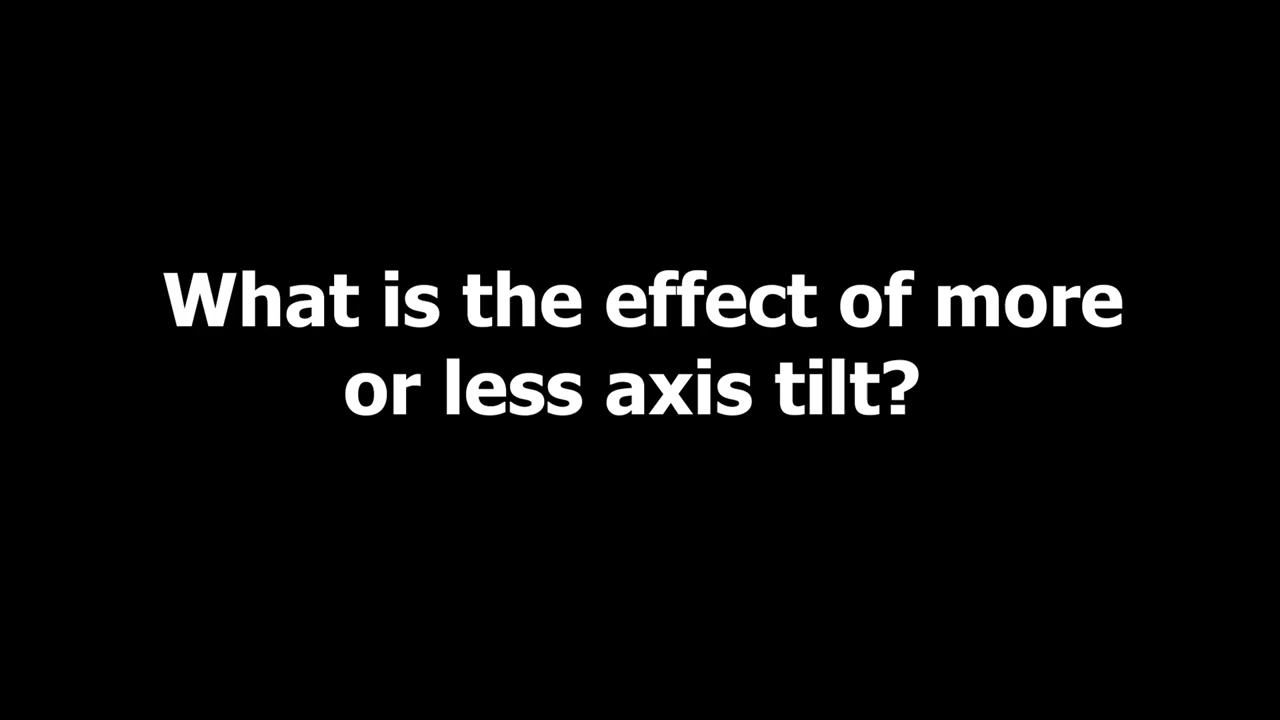 What is the effect of more
or less axis tilt?